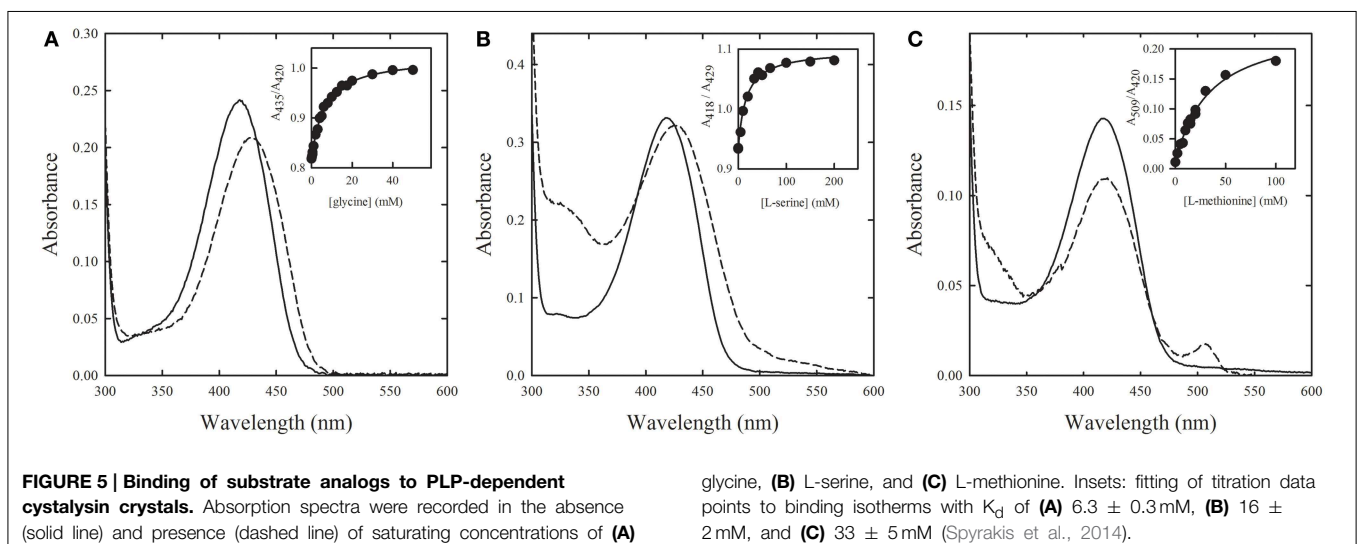 A
0.30
0.25
0.20
0.15
0.10
0.05
0.00
Absorbance
300 350 400 450 500 550 600
Wavelength (nm)
A435/A420
1.0
0.9
0.8
0 20 40
[glycine] (mM)
B
0.4
0.3
0.2
0.1
0.0
Absorbance
300 350 400 450 500 550 600
Wavelength (nm)
A418 / A429
1.1
1.0
0.9
0 50 100 150 200
[L-serine] (mM)
C
0.15
0.10
0.05
0.00
Absorbance
300 350 400 450 500 550 600
Wavelength (nm)
A509/A420
0.20
0.15
0.10
0.05
0.00
0 50 100
[L-methionine] (mM)
FIGURE 5 | Binding of substrate analogs to PLP-dependent
cystalysin crystals. Absorption spectra were recorded in the absence
(solid line) and presence (dashed line) of saturating concentrations of (A)
glycine, (B) L-serine, and (C) L-methionine. Insets: fitting of titration data
points to binding isotherms with Kd of (A) 6.3 ± 0.3 mM, (B) 16 ±
2 mM, and (C) 33 ± 5 mM (Spyrakis et al., 2014).